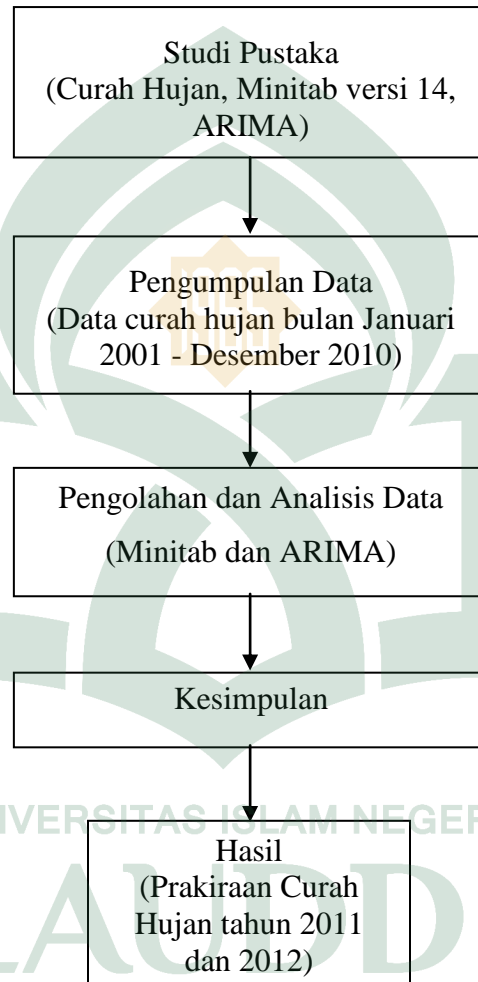 Studi Pustaka
(Curah Hujan, Minitab versi 14,
ARIMA)
Pengumpulan Data
(Data curah hujan bulan Januari
2001 - Desember 2010)
Pengolahan dan Analisis Data
(Minitab dan ARIMA)
Kesimpulan
IVERSITAS ISLAM NEGER
Hasil
(Prakiraan Curah
Hujan tahun 2011
dan 2012)
LAUDD